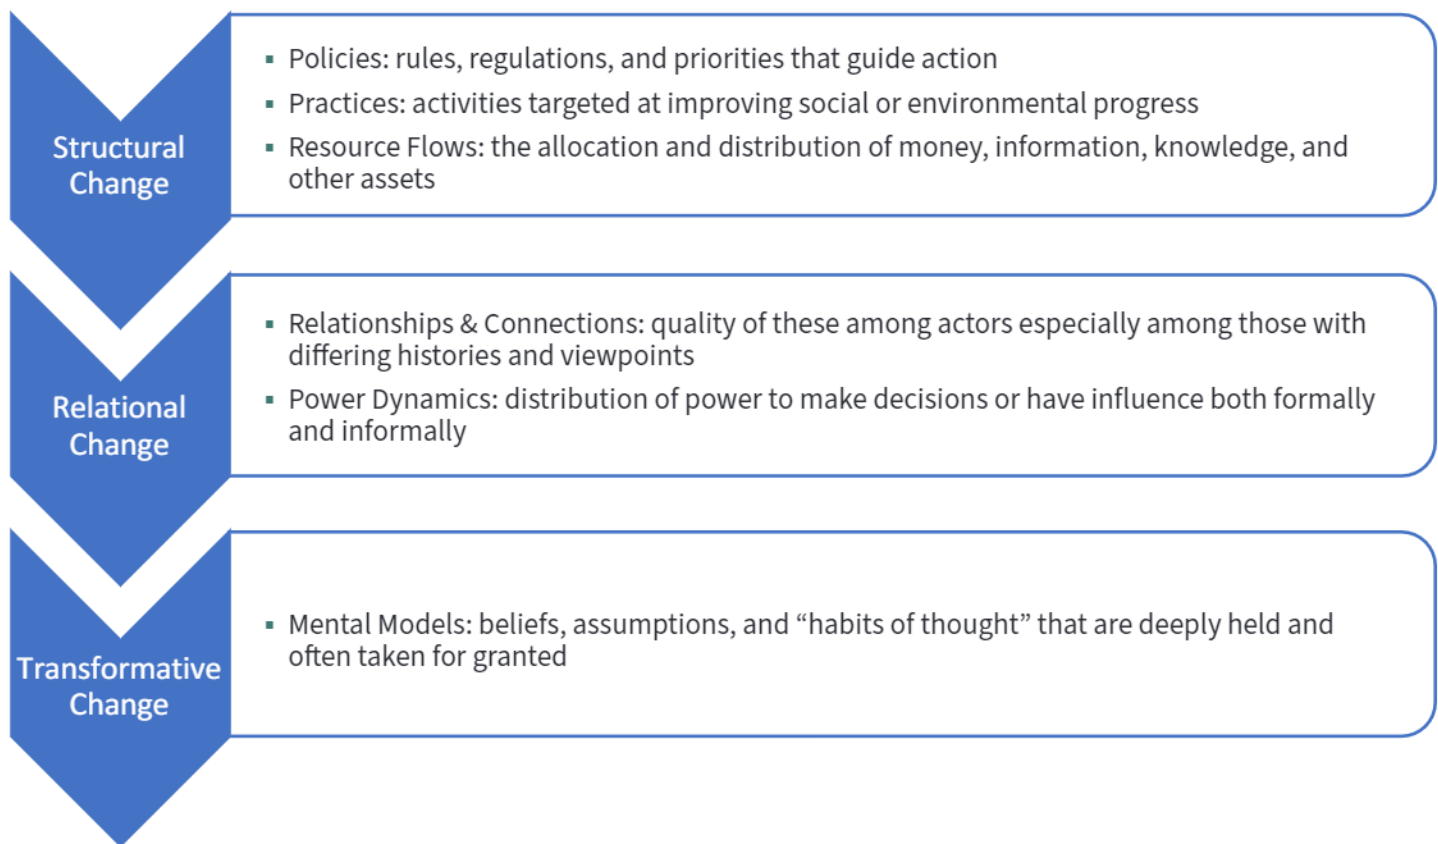 Structural
Change
▪ Policies: rules, regulations, and priorities that guide action
▪ Practices: activities targeted at improving social or environmental progress
▪ Resource Flows: the allocation and distribution of money, information, knowledge, and
other assets
Relational
Change
▪ Relationships & Connections: quality of these among actors especially among those with
differing histories and viewpoints
▪ Power Dynamics: distribution of power to make decisions or have influence both formally
and informally
Transformative
Change
▪ Mental Models: beliefs, assumptions, and “habits of thought” that are deeply held and
often taken for granted